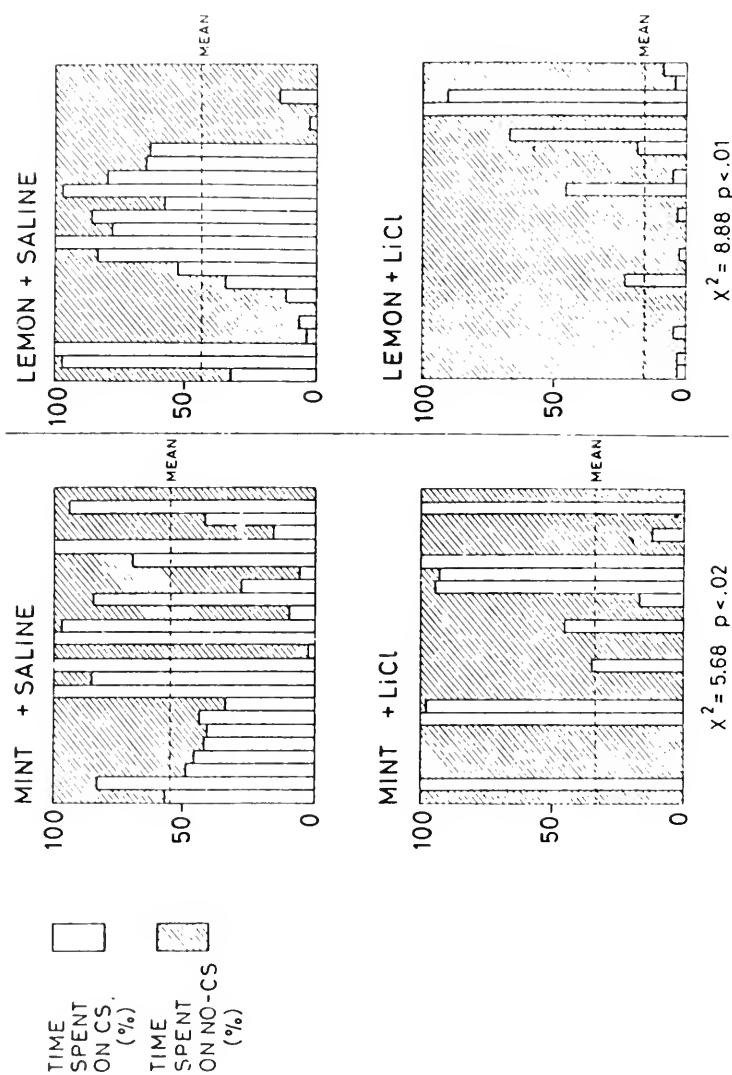 TIME
SPENT
ON CS.
(%)
TIME
SPENT
ON NO-CS
(%)
MINT + SALINE
100
50
0
MEAN
LEMON + SALINE
100
50
0
MEAN
MINT + LiCl
100
50-
0
MEAN
X² = 5.68 p <.02
LEMON + LiCl
100
50-
0
MEAN
X² = 8.88 p <.01